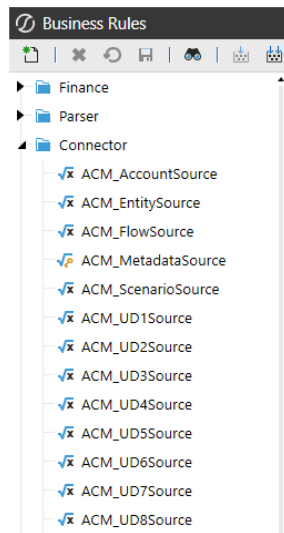 Business Rules
Finance
Parser
Connector
ACM_AccountSource
ACM_EntitySource
ACM_FlowSource
ACM_MetadataSource
ACM_ScenarioSource
ACM_UD1Source
ACM_UD2Source
ACM_UD3Source
ACM_UD4Source
ACM_UD5Source
ACM_UD6Source
ACM_UD7Source
ACM_UD8Source